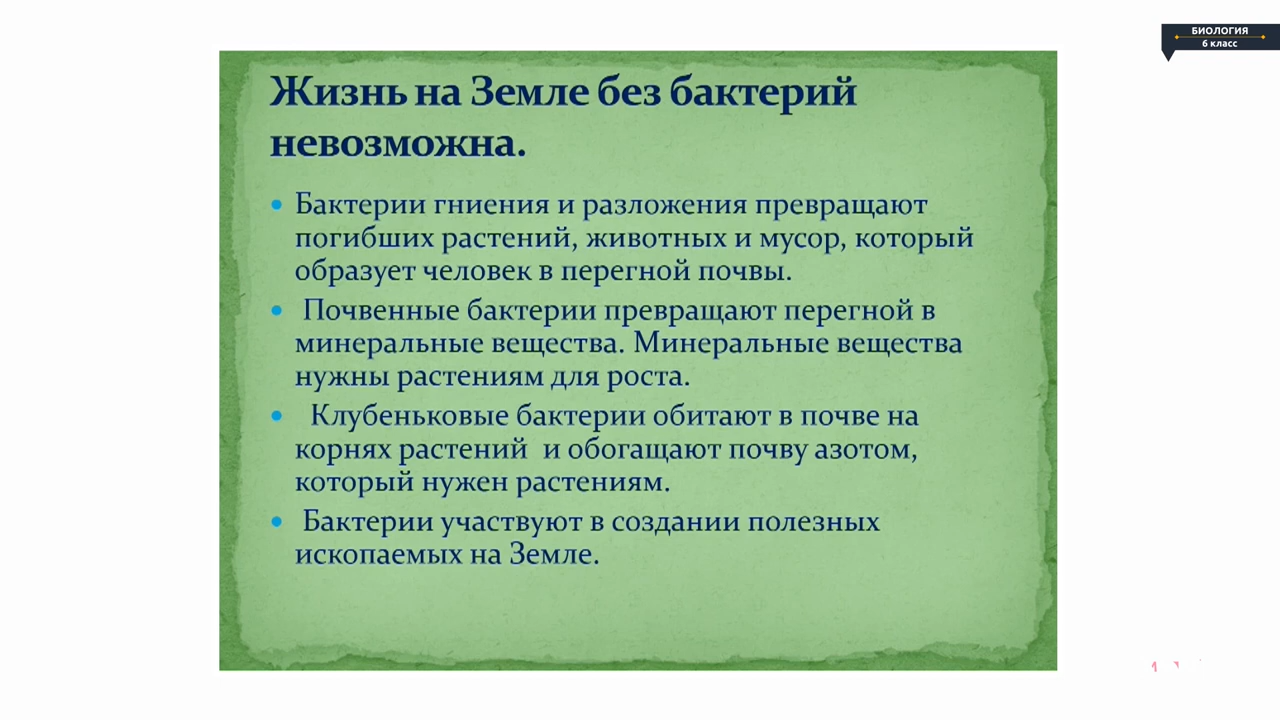 БИОЛОГИЯ
6 класс
Жизнь на Земле без бактерий
невозможна.
• Бактерии гниения и разложения превращают
погибших растений, животных и мусор, который
образует человек в перегной почвы.
• Почвенные бактерии превращают перегной в
минеральные вещества. Минеральные вещества
нужны растениям для роста.
• Клубеньковые бактерии обитают в почве на
корнях растений и обогащают почву азотом,
который нужен растениям.
• Бактерии участвуют в создании полезных
ископаемых на Земле.